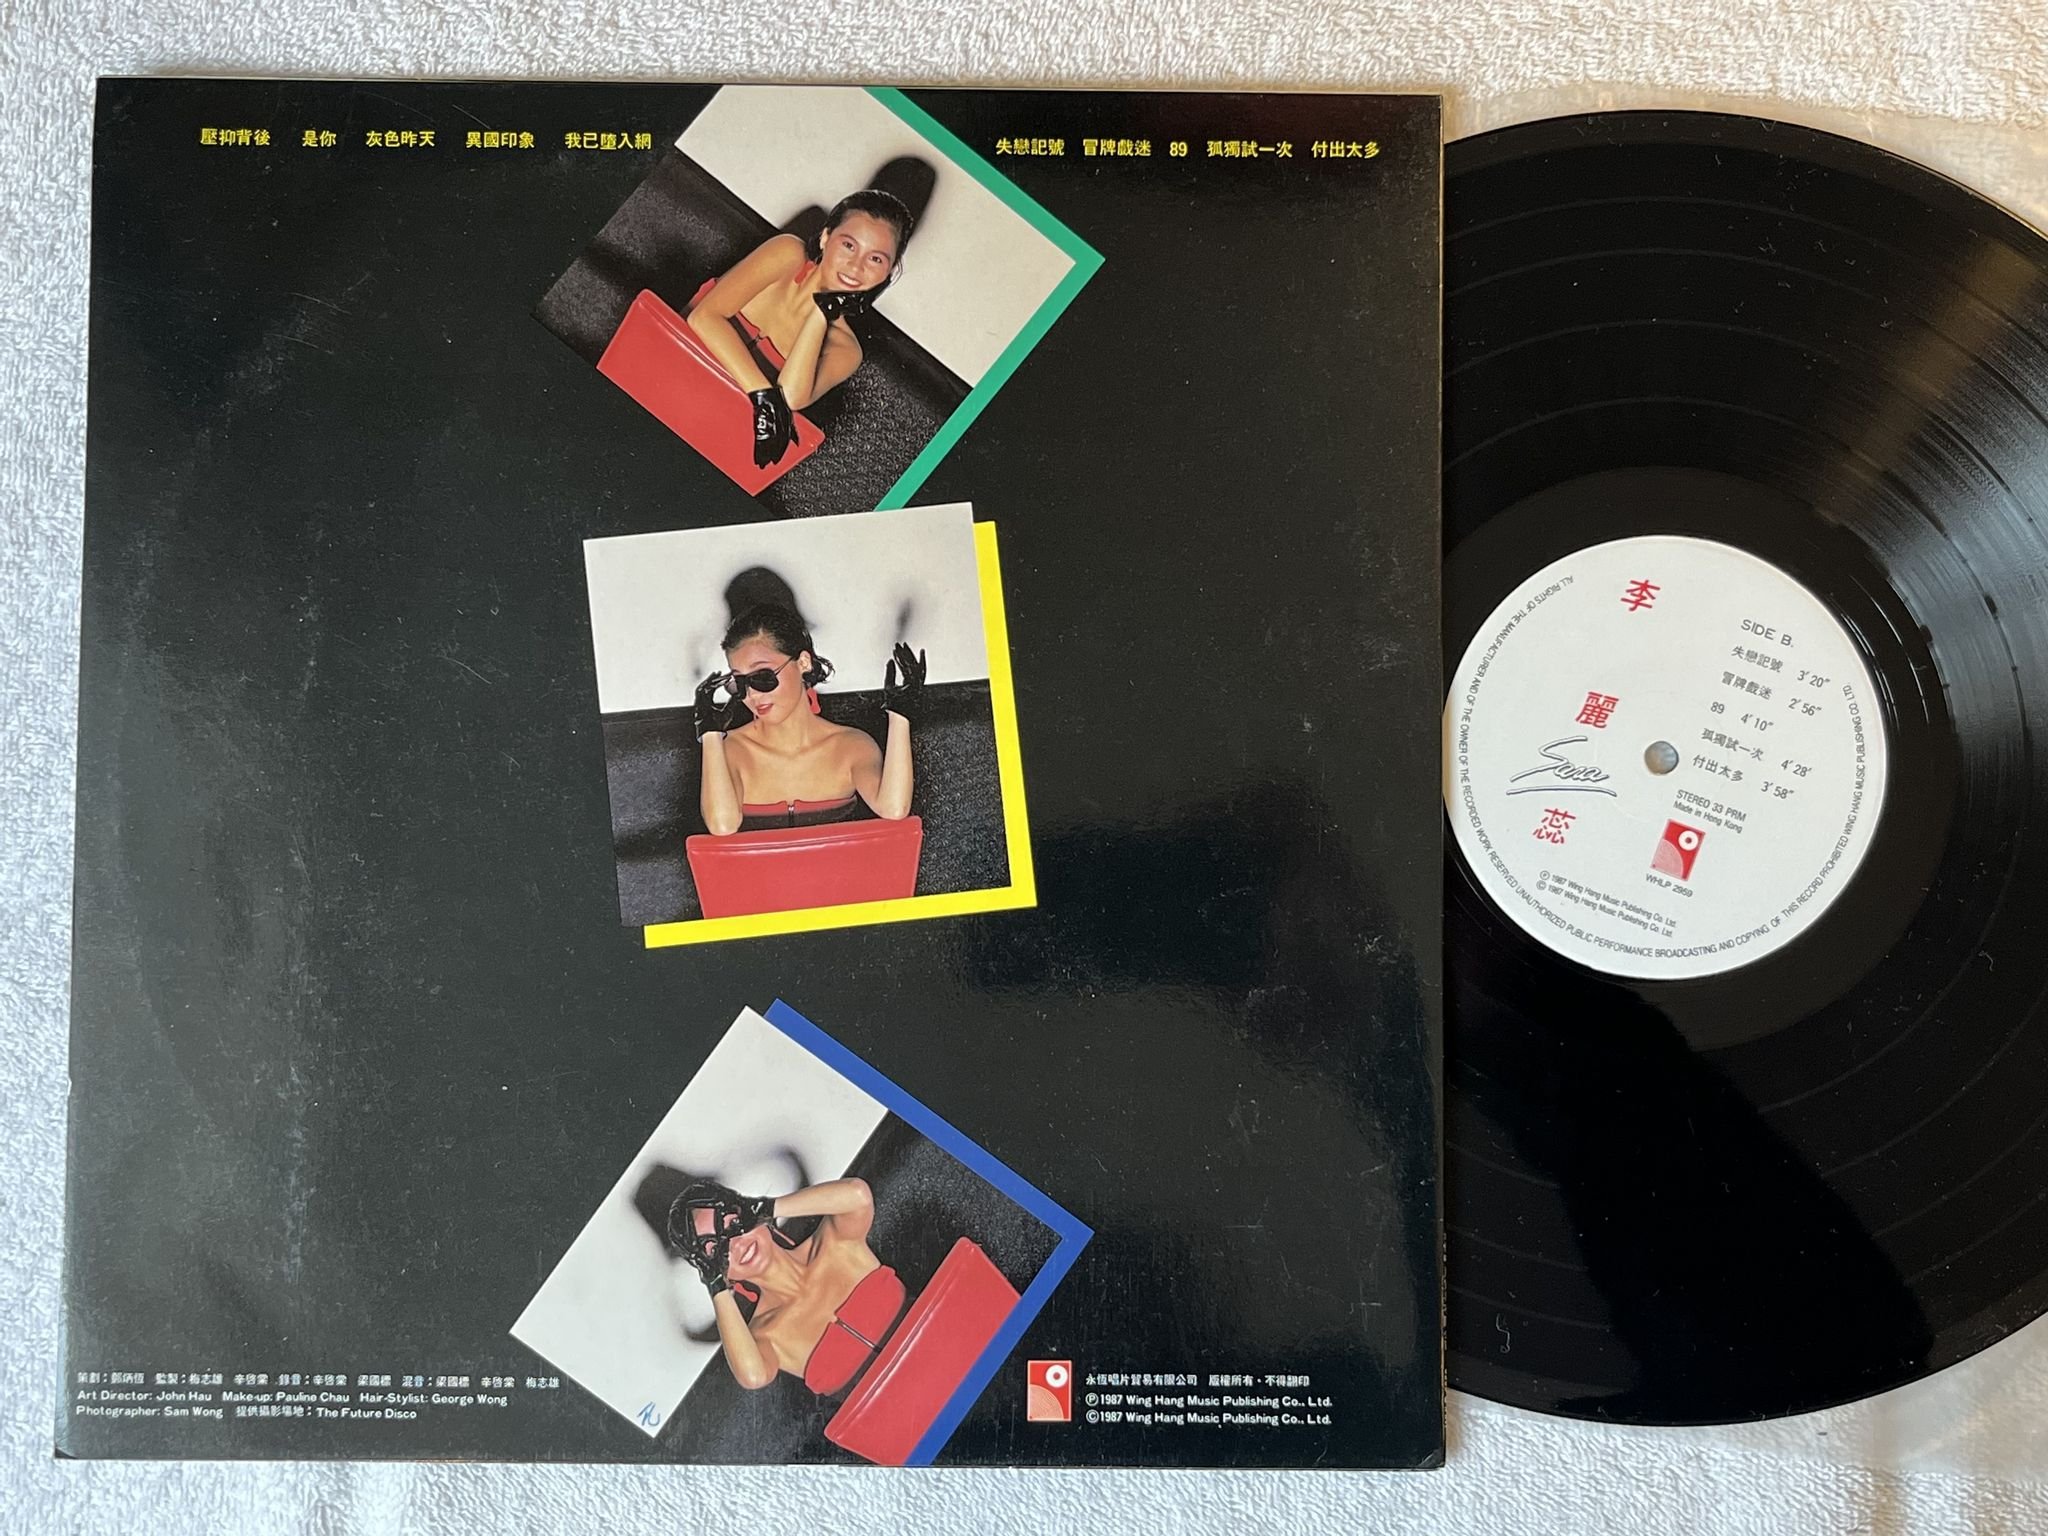 壓抑背後 是你 灰色昨天 異國印象 我已墮入網
失戀記號 冒牌戲迷 89 孤獨試一次 付出太多
策劃：鄭炳恆 監製：梅志雄 辛啓棠 錄音：辛啓棠 梁國標 混音：梁國標 辛啓棠 梅志雄
Art Director: John Hau Make-up: Pauline Chau Hair-Stylist: George Wong
Photographer: Sam Wong 提供攝影場地：The Future Disco
永恆唱片貿易有限公司 版權所有·不得翻印
Ⓟ1987 Wing Hang Music Publishing Co., Ltd.
©1987 Wing Hang Music Publishing Co., Ltd.
李麗蕊
Sara
SIDE B.
失戀記號 3'20"
冒牌戲迷 2'56"
89 4'10"
孤獨試一次 4'28"
付出太多 3'58"
STEREO 33 PRM
Made in Hong Kong
WHLP 2959
Ⓟ 1987 Wing Hang Music Publishing Co. Ltd.
© 1987 Wing Hang Music Publishing Co. Ltd.
ALL RIGHTS OF THE MANUFACTURER AND OF THE OWNER OF THE RECORDED WORK RESERVED UNAUTHORIZED PUBLIC PERFORMANCE BROADCASTING AND COPYING OF THIS RECORD PROHIBITED WING HANG MUSIC PUBLISHING CO. LTD.